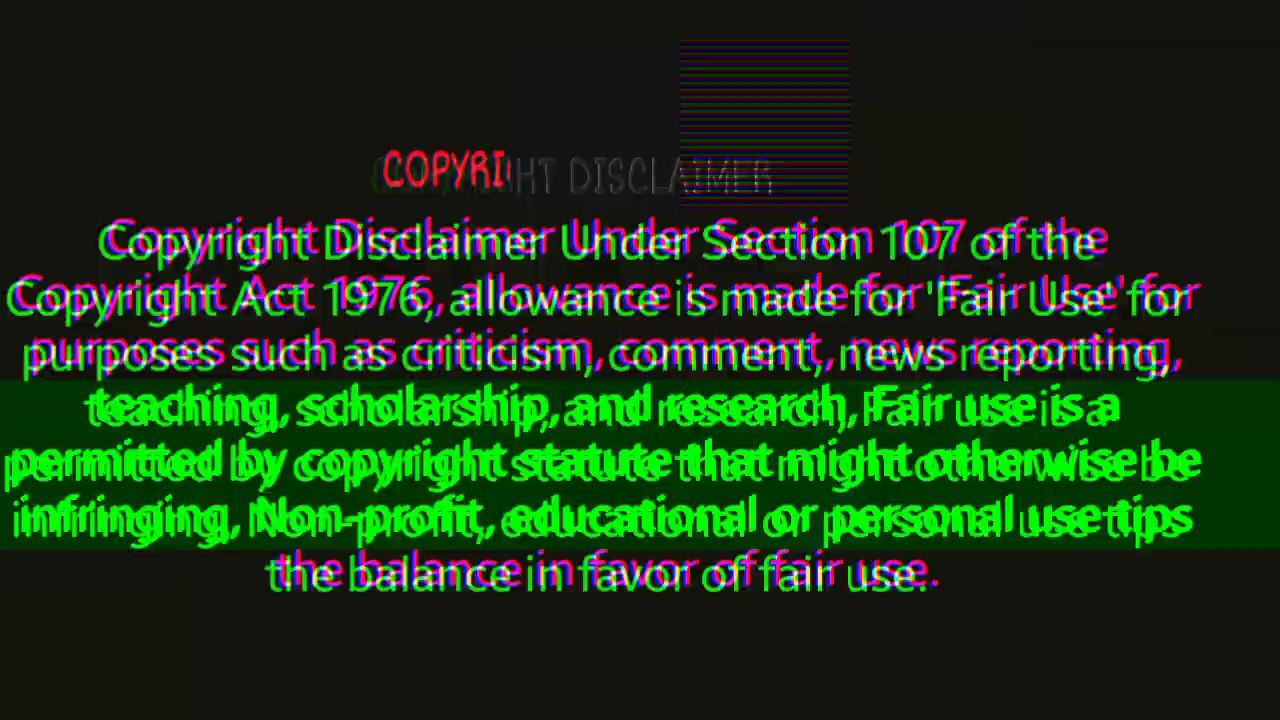 COPYRIGHT DISCLAIMER
Copyright Disclaimer Under Section 107 of the
Copyright Act 1976, allowance is made for 'Fair Use' for
purposes such as criticism, comment, news reporting,
teaching, scholarship, and research, Fair use is a
permitted by copyright statute that might otherwise be
infringing, Non-profit, educational or personal use tips
the balance in favor of fair use.